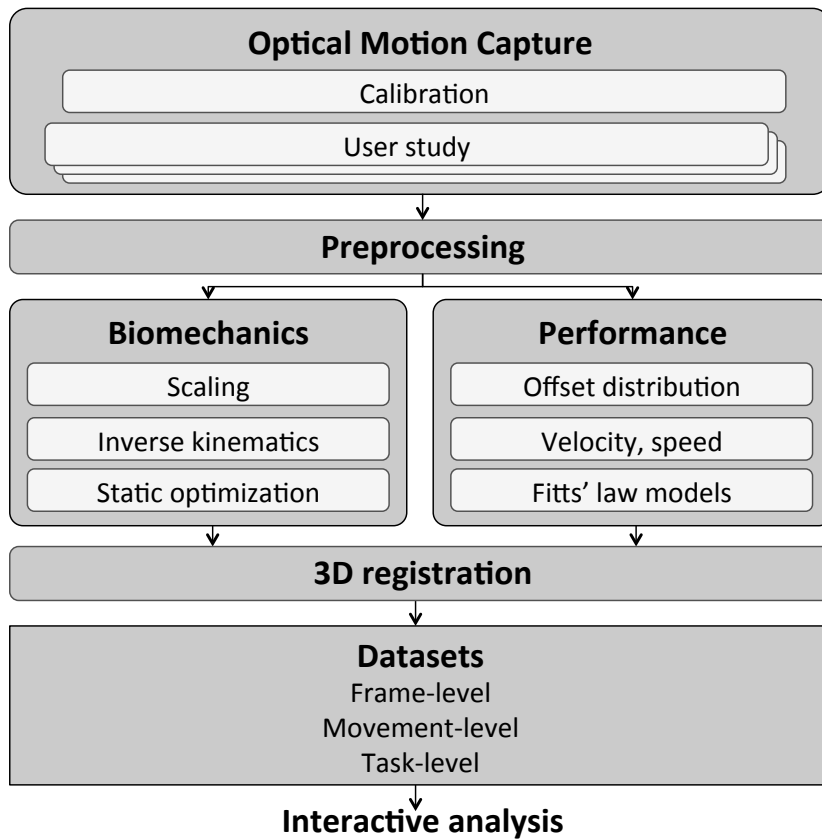 Optical Motion Capture
Calibration
User study
Preprocessing
Biomechanics
Scaling
Inverse kinematics
Static optimization
Performance
Offset distribution
Velocity, speed
Fitts’ law models
3D registration
Datasets
Frame-level
Movement-level
Task-level
Interactive analysis